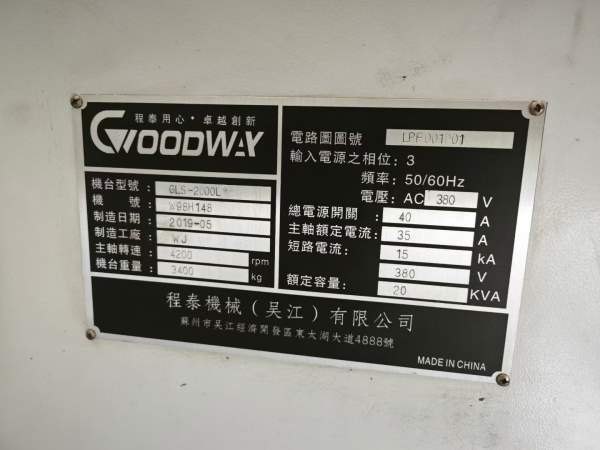 程泰用心・卓越創新
GOODWAY
機台型號: GLS-2000L*
機 號: A98H148
制造日期: 2019-05
制造工廠: WJ
主軸轉速: 4200 rpm
機台重量: 3400 kg
電路圖圖號
輸入電源之相位: 3
頻率: 50/60Hz
電壓: AC 380 V
總電源開關: 40 A
主軸額定電流: 35 A
短路電流: 15 kA
380 V
額定容量: 20 KVA
程泰機械(吴江)有限公司
蘇州市吴江經濟開發區東太湖大道4888號
MADE IN CHINA